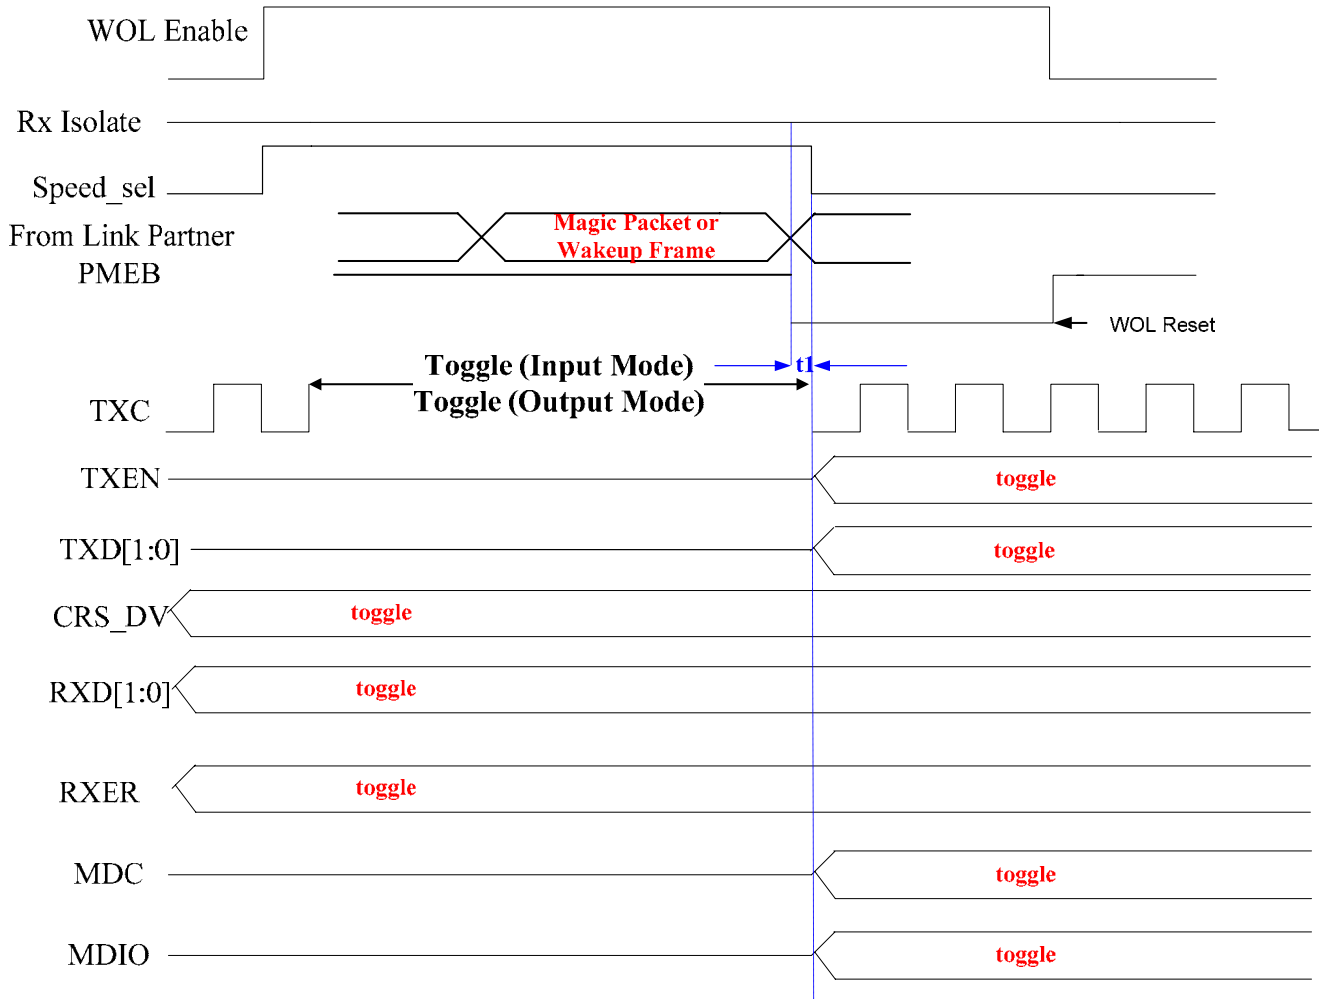 WOL Enable
Rx Isolate
Speed_sel
Magic Packet or
From Link Partner
Wakeup Frame
PMEB
WOL Reset
Toggle (Input Mode)
t1
Toggle (Output Mode)
TXC
TXEN
toggle
TXD[1:0]
toggle
CRS_DV
toggle
RXD[1:0]
toggle
RXER
toggle
MDC
toggle
MDIO
toggle